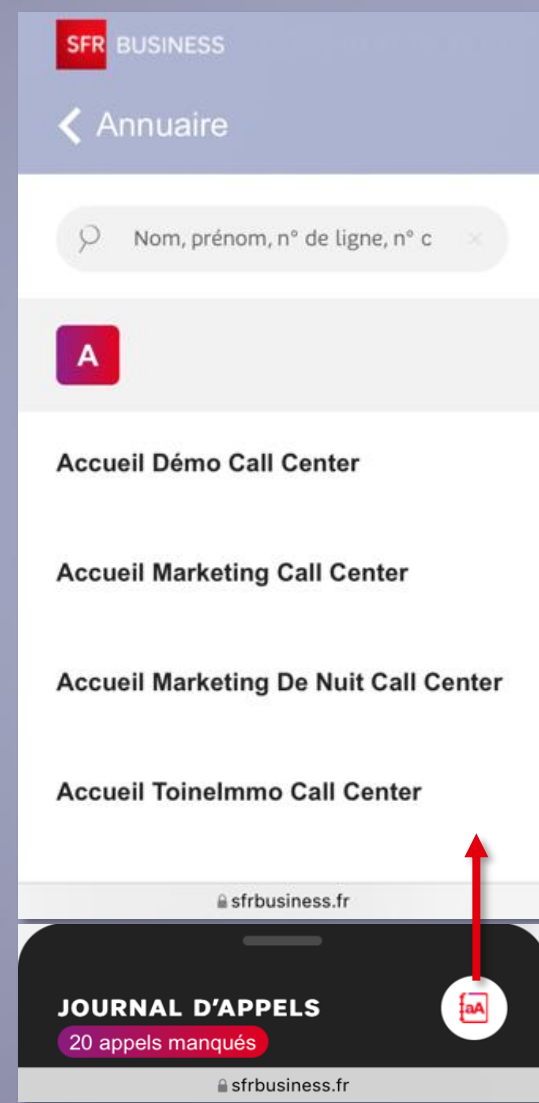 SFR BUSINESS
Annuaire
Nom, prénom, n° de ligne, n° c
A
Accueil Démo Call Center
Accueil Marketing Call Center
Accueil Marketing De Nuit Call Center
Accueil ToineImmo Call Center
sfrbusiness.fr
JOURNAL D'APPELS
aA
20 appels manqués
sfrbusiness.fr